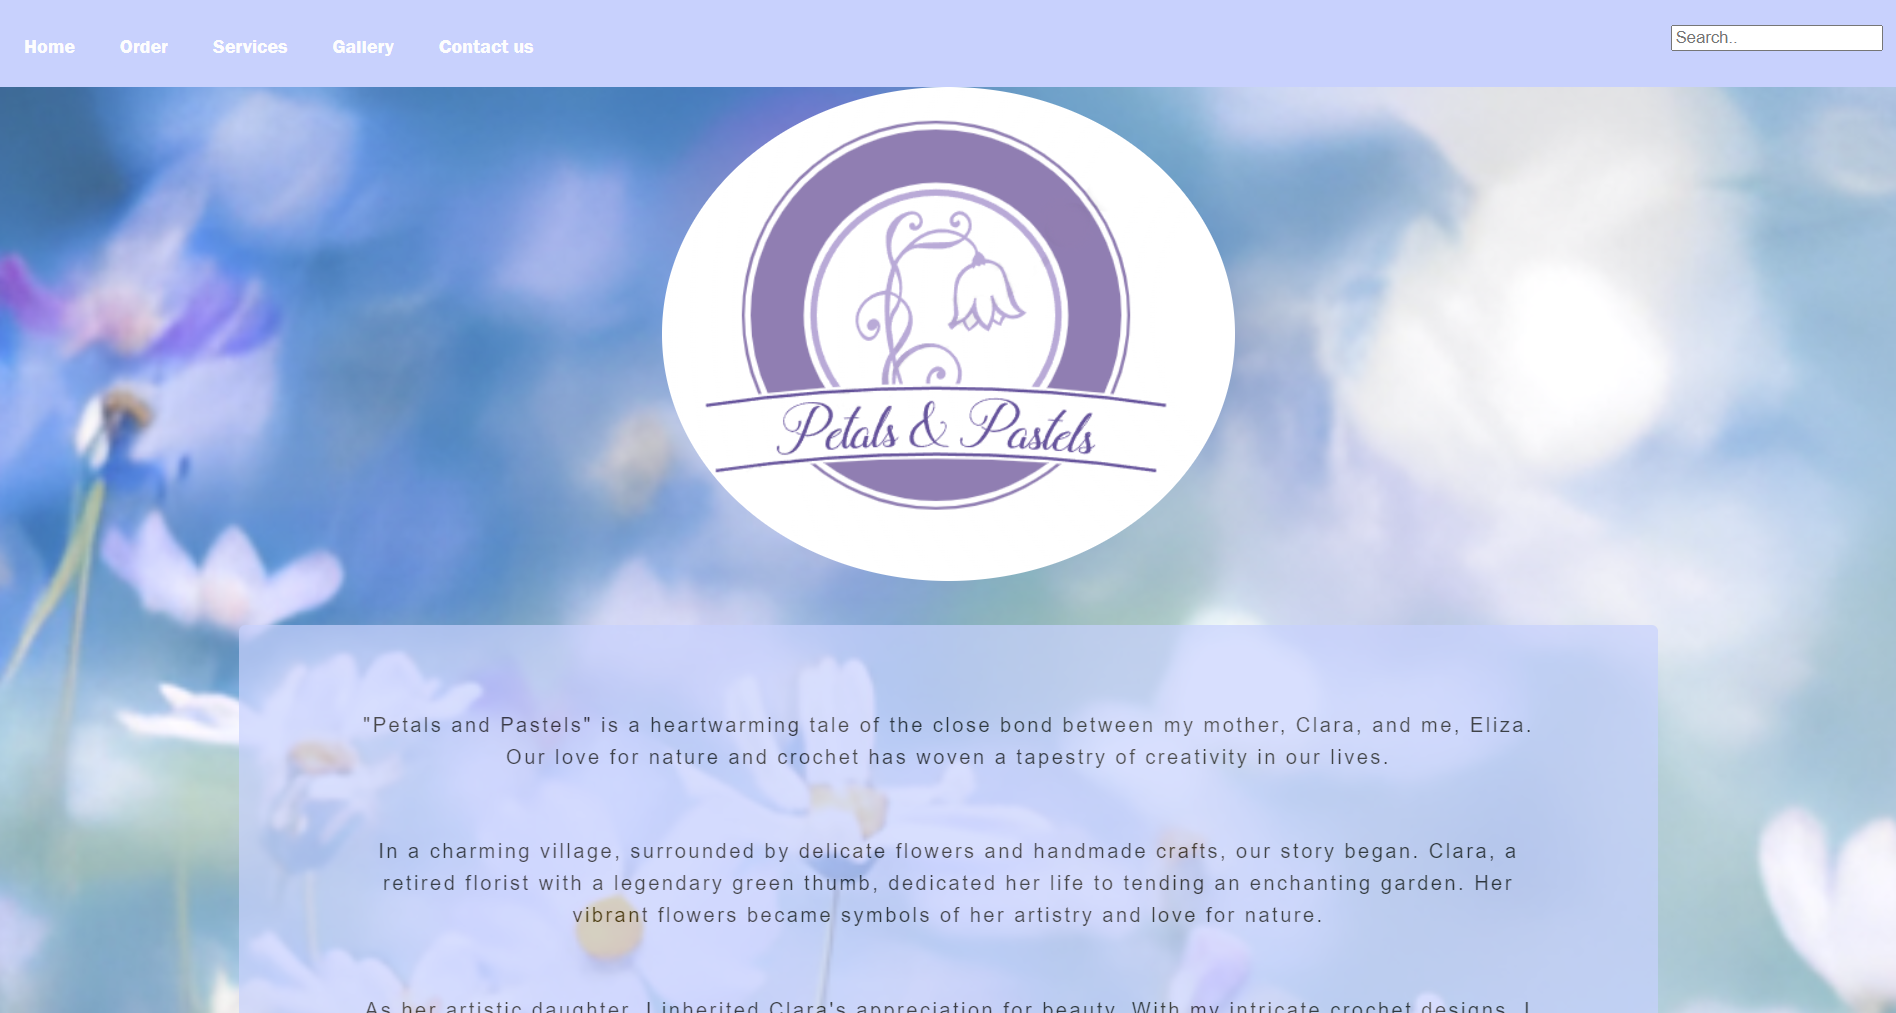 Home Order Services Gallery Contact us Search..
Petals & Pastels
"Petals and Pastels" is a heartwarming tale of the close bond between my mother, Clara, and me, Eliza.
Our love for nature and crochet has woven a tapestry of creativity in our lives.
In a charming village, surrounded by delicate flowers and handmade crafts, our story began. Clara, a
retired florist with a legendary green thumb, dedicated her life to tending an enchanting garden. Her
vibrant flowers became symbols of her artistry and love for nature.
As her artistic daughter, I inherited Clara's appreciation for beauty. With my intricate crochet designs, I